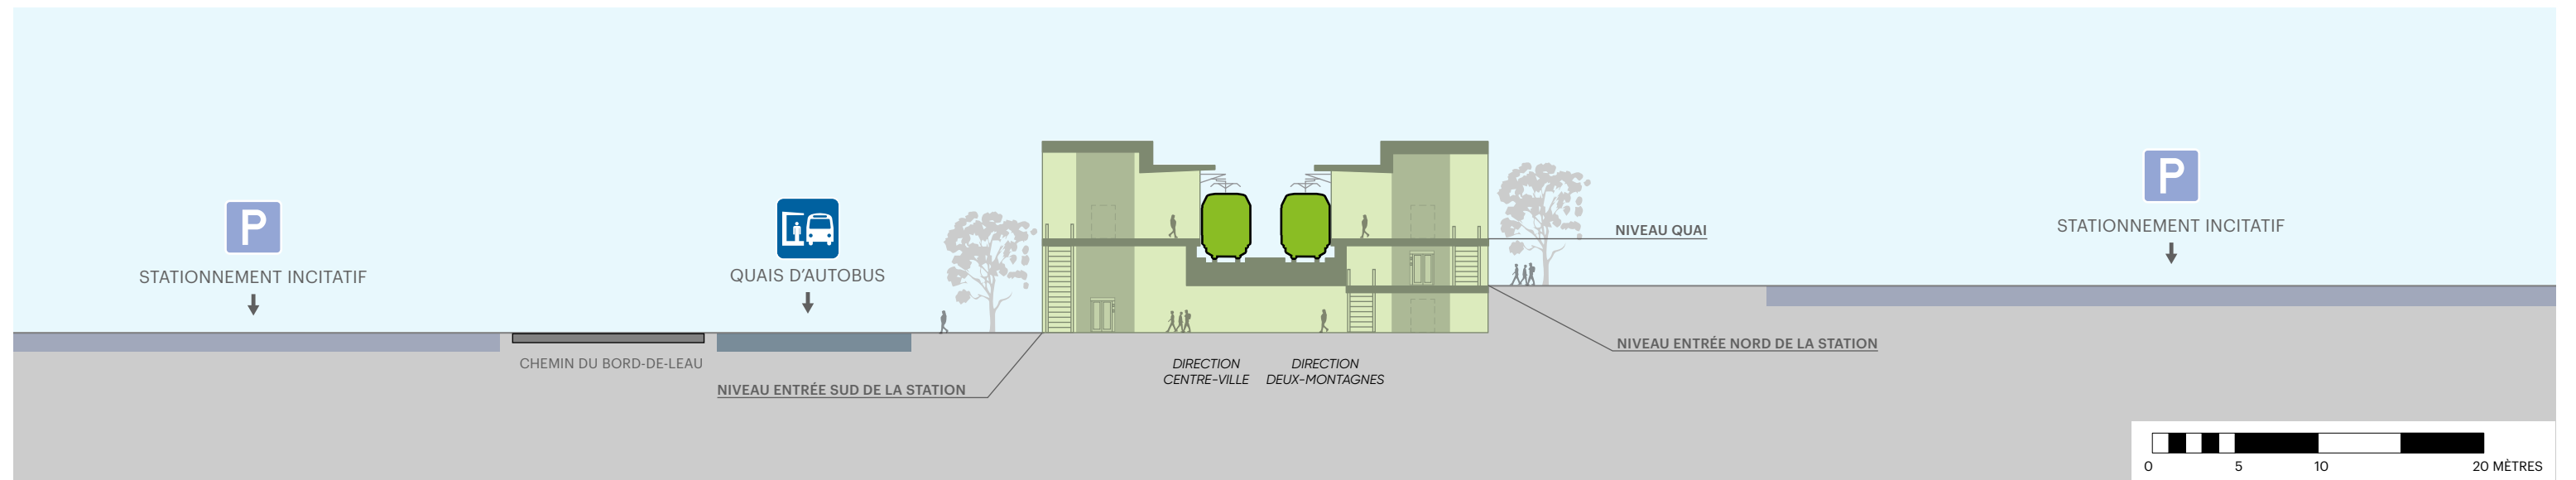 P
STATIONNEMENT INCITATIF
QUAIS D'AUTOBUS
CHEMIN DU BORD-DE-LEAU
NIVEAU ENTRÉE SUD DE LA STATION
DIRECTION
CENTRE-VILLE
DIRECTION
DEUX-MONTAGNES
NIVEAU QUAI
NIVEAU ENTRÉE NORD DE LA STATION
P
STATIONNEMENT INCITATIF
0 5 10 20 MÈTRES